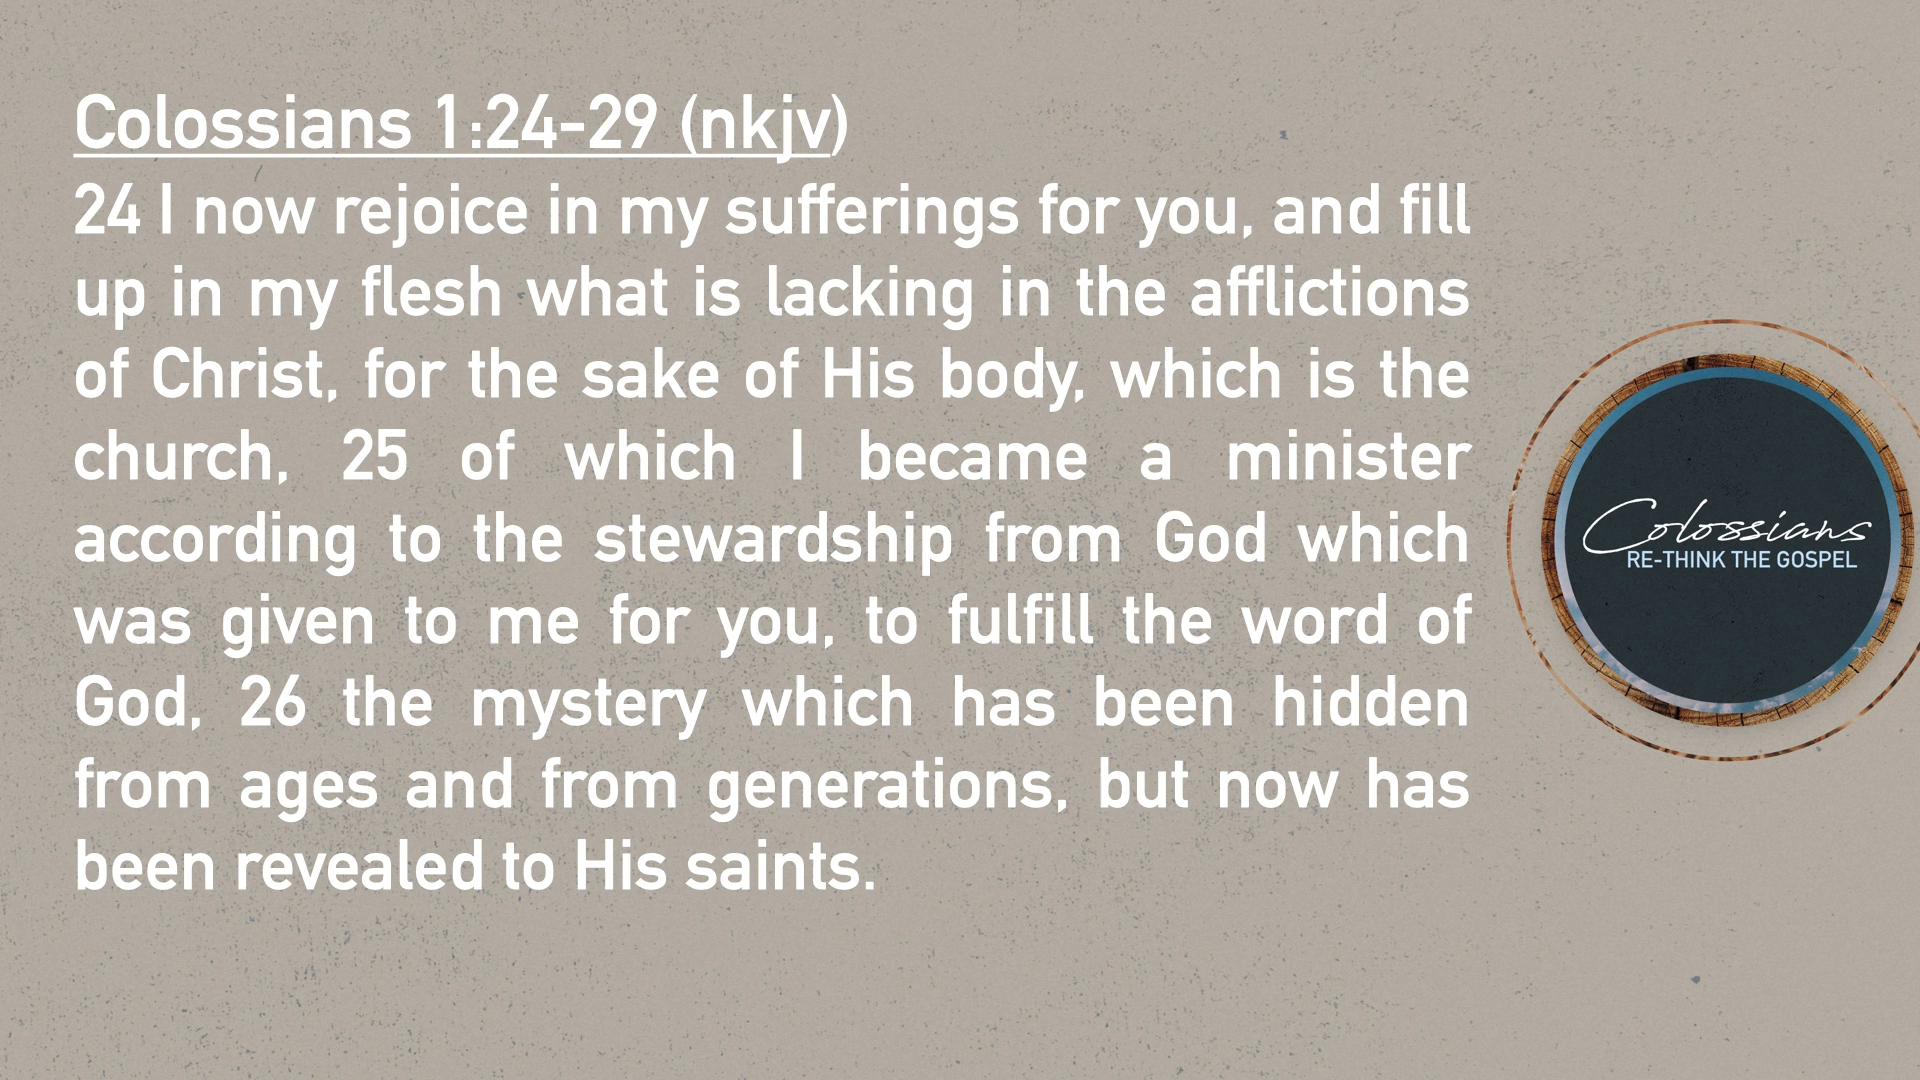 Colossians 1:24-29 (nkjv)
24 I now rejoice in my sufferings for you, and fill
up in my flesh what is lacking in the afflictions
of Christ, for the sake of His body, which is the
church, 25 of which I became a minister
according to the stewardship from God which
was given to me for you, to fulfill the word of
God, 26 the mystery which has been hidden
from ages and from generations, but now has
been revealed to His saints.
Colossians
RE-THINK THE GOSPEL